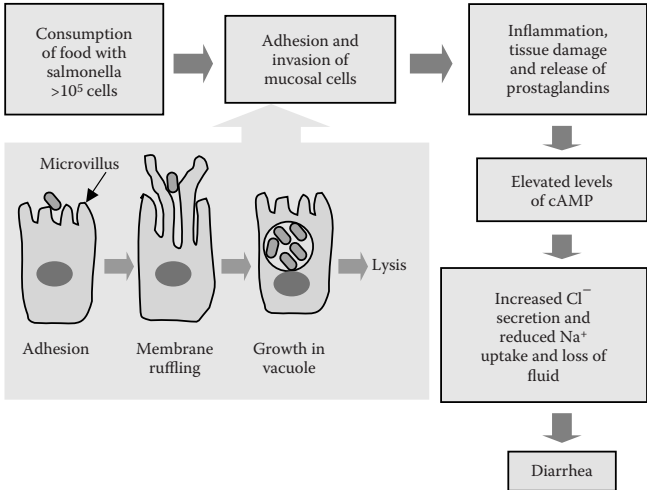 Consumption
of food with
salmonella
>10⁵ cells
Adhesion and
invasion of
mucosal cells
Inflammation,
tissue damage
and release of
prostaglandins
Microvillus
Elevated levels
of cAMP
Lysis
Adhesion
Membrane
ruffling
Growth in
vacuole
Increased Cl⁻
secretion and
reduced Na⁺
uptake and loss of
fluid
Diarrhea